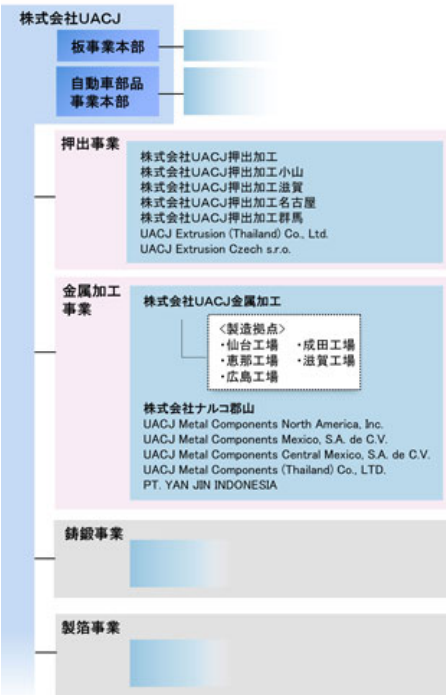 株式会社UACJ
板事業本部
自動車部品
事業本部
押出事業
株式会社UACJ押出加工
株式会社UACJ押出加工小山
株式会社UACJ押出加工滋賀
株式会社UACJ押出加工名古屋
株式会社UACJ押出加工群馬
UACJ Extrusion (Thailand) Co., Ltd.
UACJ Extrusion Czech s.r.o.
金属加工
事業
株式会社UACJ金属加工
<製造拠点>
・仙台工場 ・成田工場
・恵那工場 ・滋賀工場
・広島工場
株式会社ナルコ郡山
UACJ Metal Components North America, Inc.
UACJ Metal Components Mexico, S.A. de C.V.
UACJ Metal Components Central Mexico, S.A. de C.V.
UACJ Metal Components (Thailand) Co., LTD.
PT. YAN JIN INDONESIA
鋳鍛事業
製箔事業